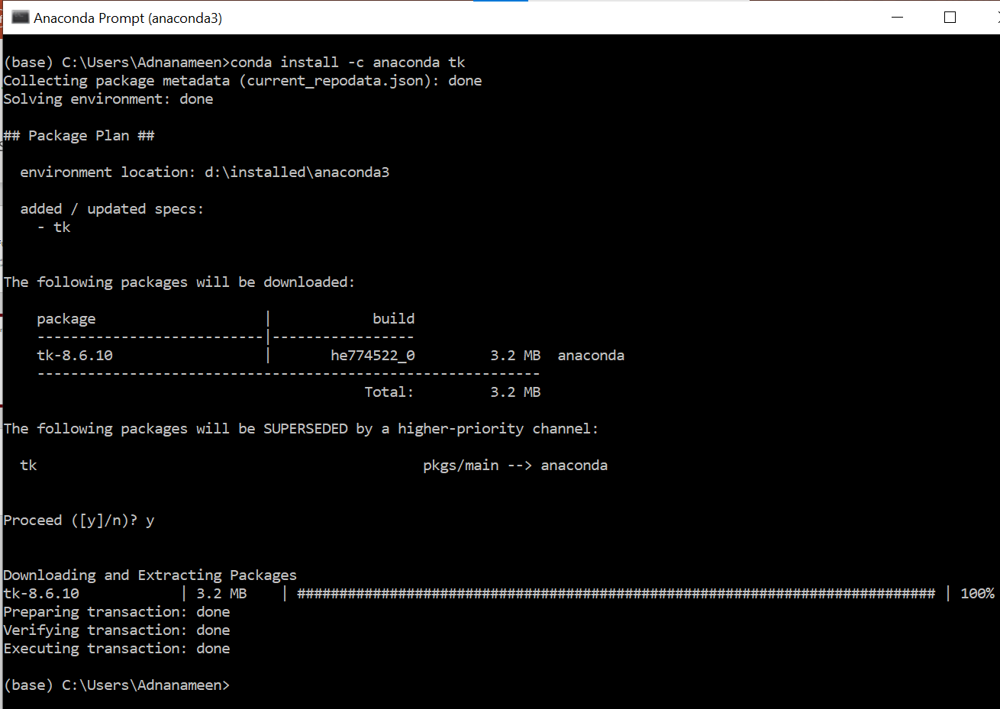 Anaconda Prompt (anaconda3)
(base) C:\Users\Adnanameen>conda install -c anaconda tk
Collecting package metadata (current_repodata.json): done
Solving environment: done
## Package Plan ##
environment location: d:\installed\anaconda3
added / updated specs:
- tk
The following packages will be downloaded:
package | build
---------------------------|-----------------
tk-8.6.10 | he774522_0 3.2 MB anaconda
------------------------------------------------------------
Total: 3.2 MB
The following packages will be SUPERSEDED by a higher-priority channel:
tk pkgs/main --> anaconda
Proceed ([y]/n)? y
Downloading and Extracting Packages
tk-8.6.10 | 3.2 MB | ############################################################################ | 100%
Preparing transaction: done
Verifying transaction: done
Executing transaction: done
(base) C:\Users\Adnanameen>